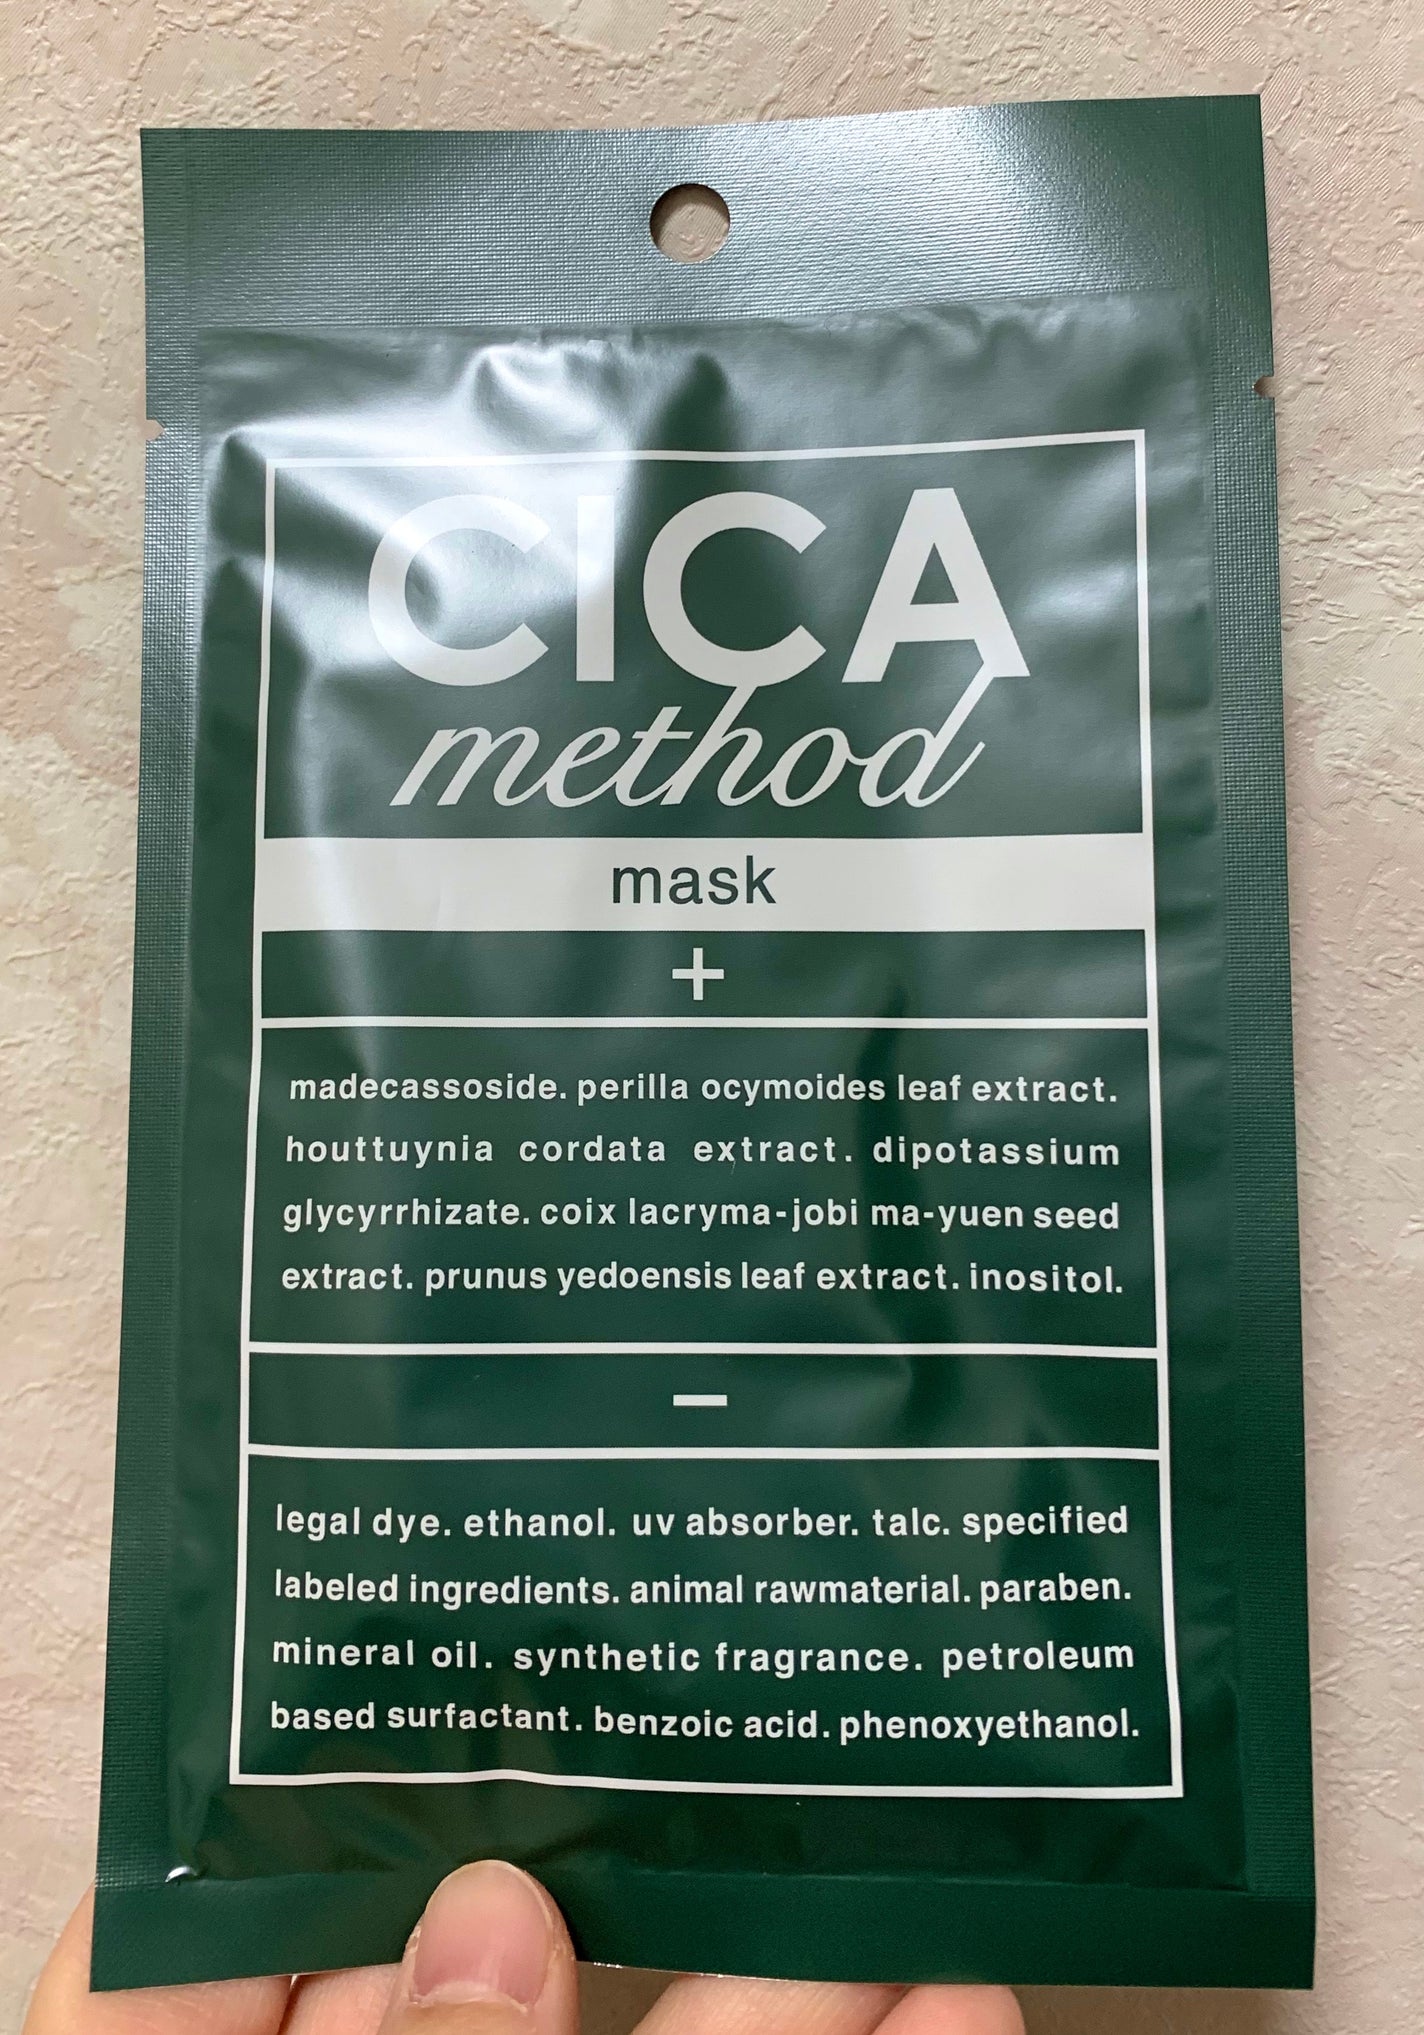 CICA
method
mask
+
madecassoside. perilla ocymoides leaf extract.
houttuynia cordata extract. dipotassium
glycyrrhizate. coix lacryma-jobi ma-yuen seed
extract. prunus yedoensis leaf extract. inositol.
−
legal dye. ethanol. uv absorber. talc. specified
labeled ingredients. animal rawmaterial. paraben.
mineral oil. synthetic fragrance. petroleum
based surfactant. benzoic acid. phenoxyethanol.